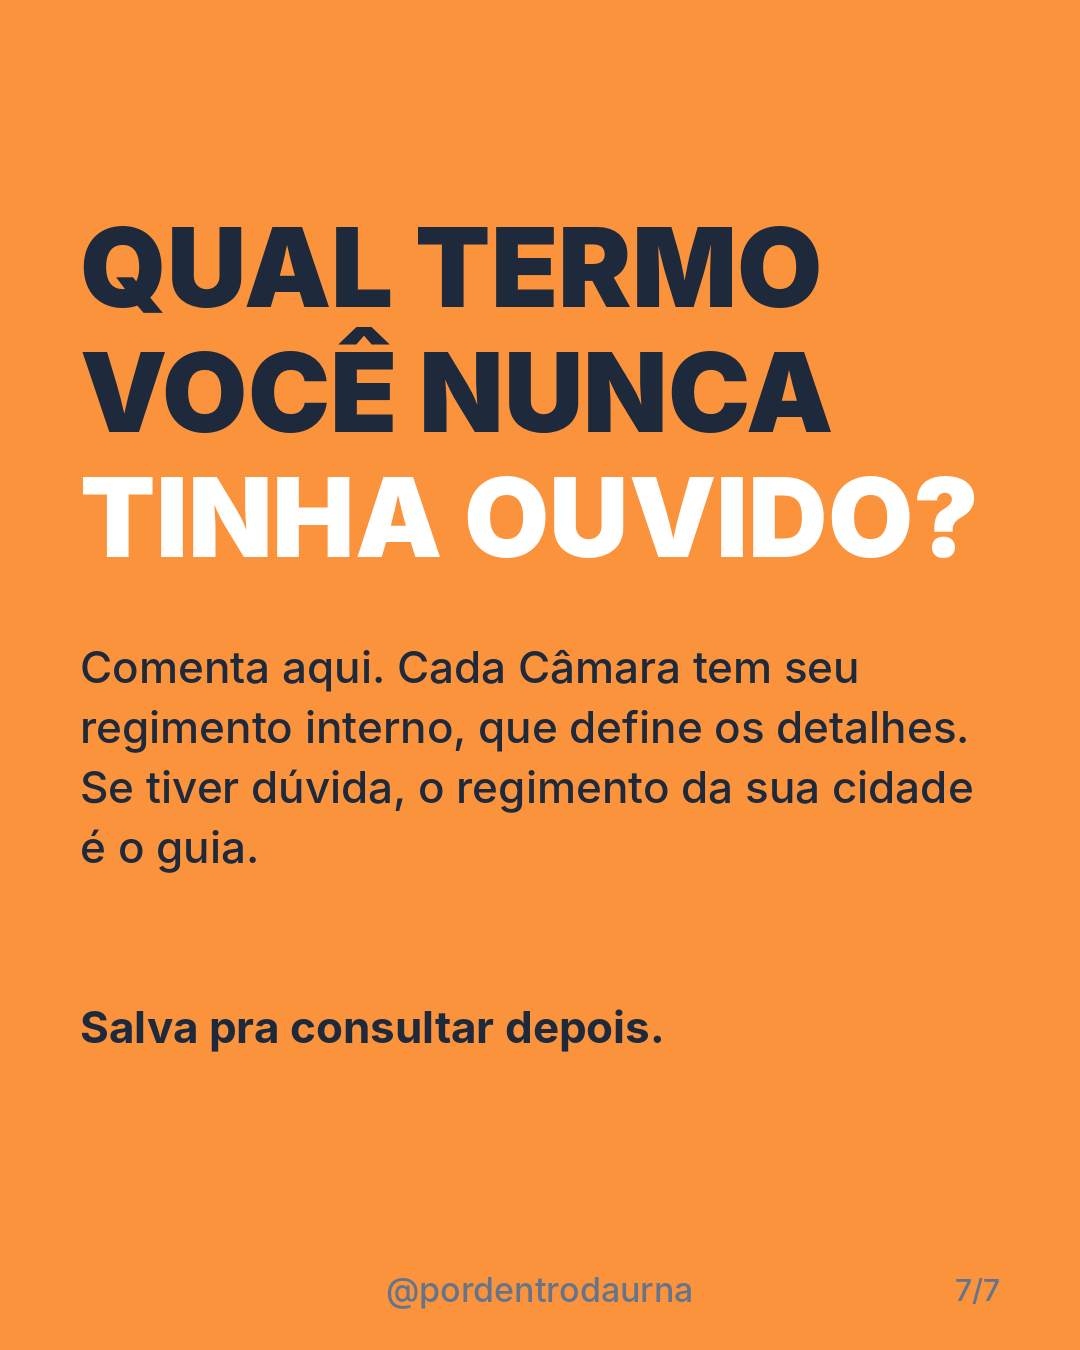 QUAL TERMO
VOCÊ NUNCA
TINHA OUVIDO?
Comenta aqui. Cada Câmara tem seu
regimento interno, que define os detalhes.
Se tiver dúvida, o regimento da sua cidade
é o guia.
Salva pra consultar depois.
@pordentrodaurna
7/7